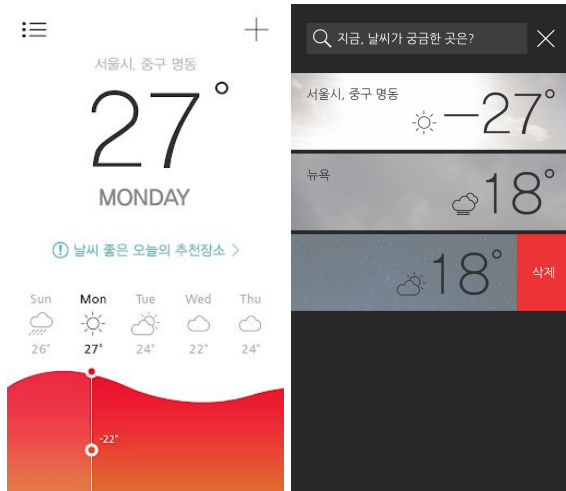 서울시, 중구 명동
27°
MONDAY
! 날씨 좋은 오늘의 추천장소 >
Sun Mon Tue Wed Thu
26° 27° 24° 22° 24°
-22°
지금, 날씨가 궁금한 곳은?
서울시, 중구 명동
-27°
뉴욕
18°
18°
삭제